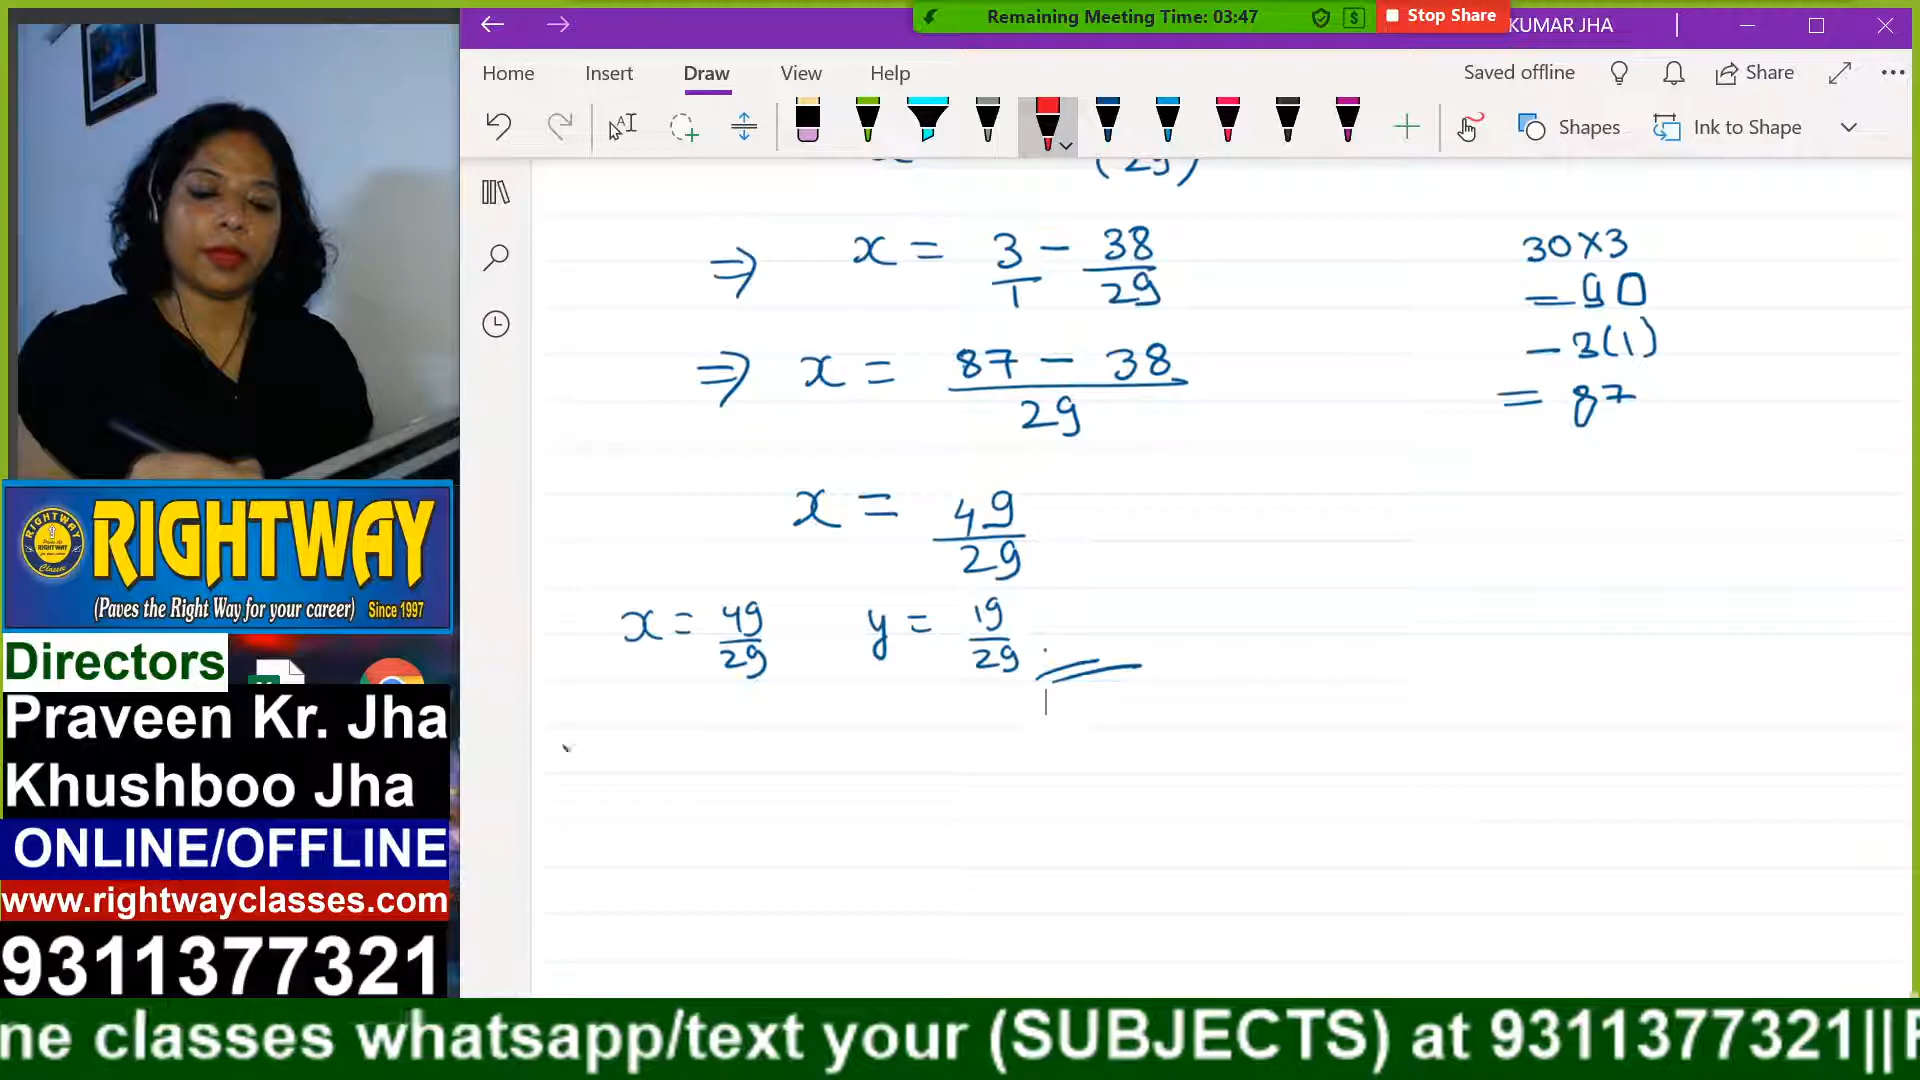 Remaining Meeting Time: 03:47
Stop Share
KUMAR JHA
Home Insert Draw View Help
Saved offline
Share
Shapes
Ink to Shape
x = 3/1 - 38/29
⇒
⇒ x = 87 - 38 / 29
x = 49/29
x = 49/29 y = 19/29
30×3
= 90
- 3(1)
= 87
RIGHTWAY
(Paves the Right Way for your career) Since 1997
Directors
Praveen Kr. Jha
Khushboo Jha
ONLINE/OFFLINE
www.rightwayclasses.com
9311377321
ne classes whatsapp/text your (SUBJECTS) at 9311377321||